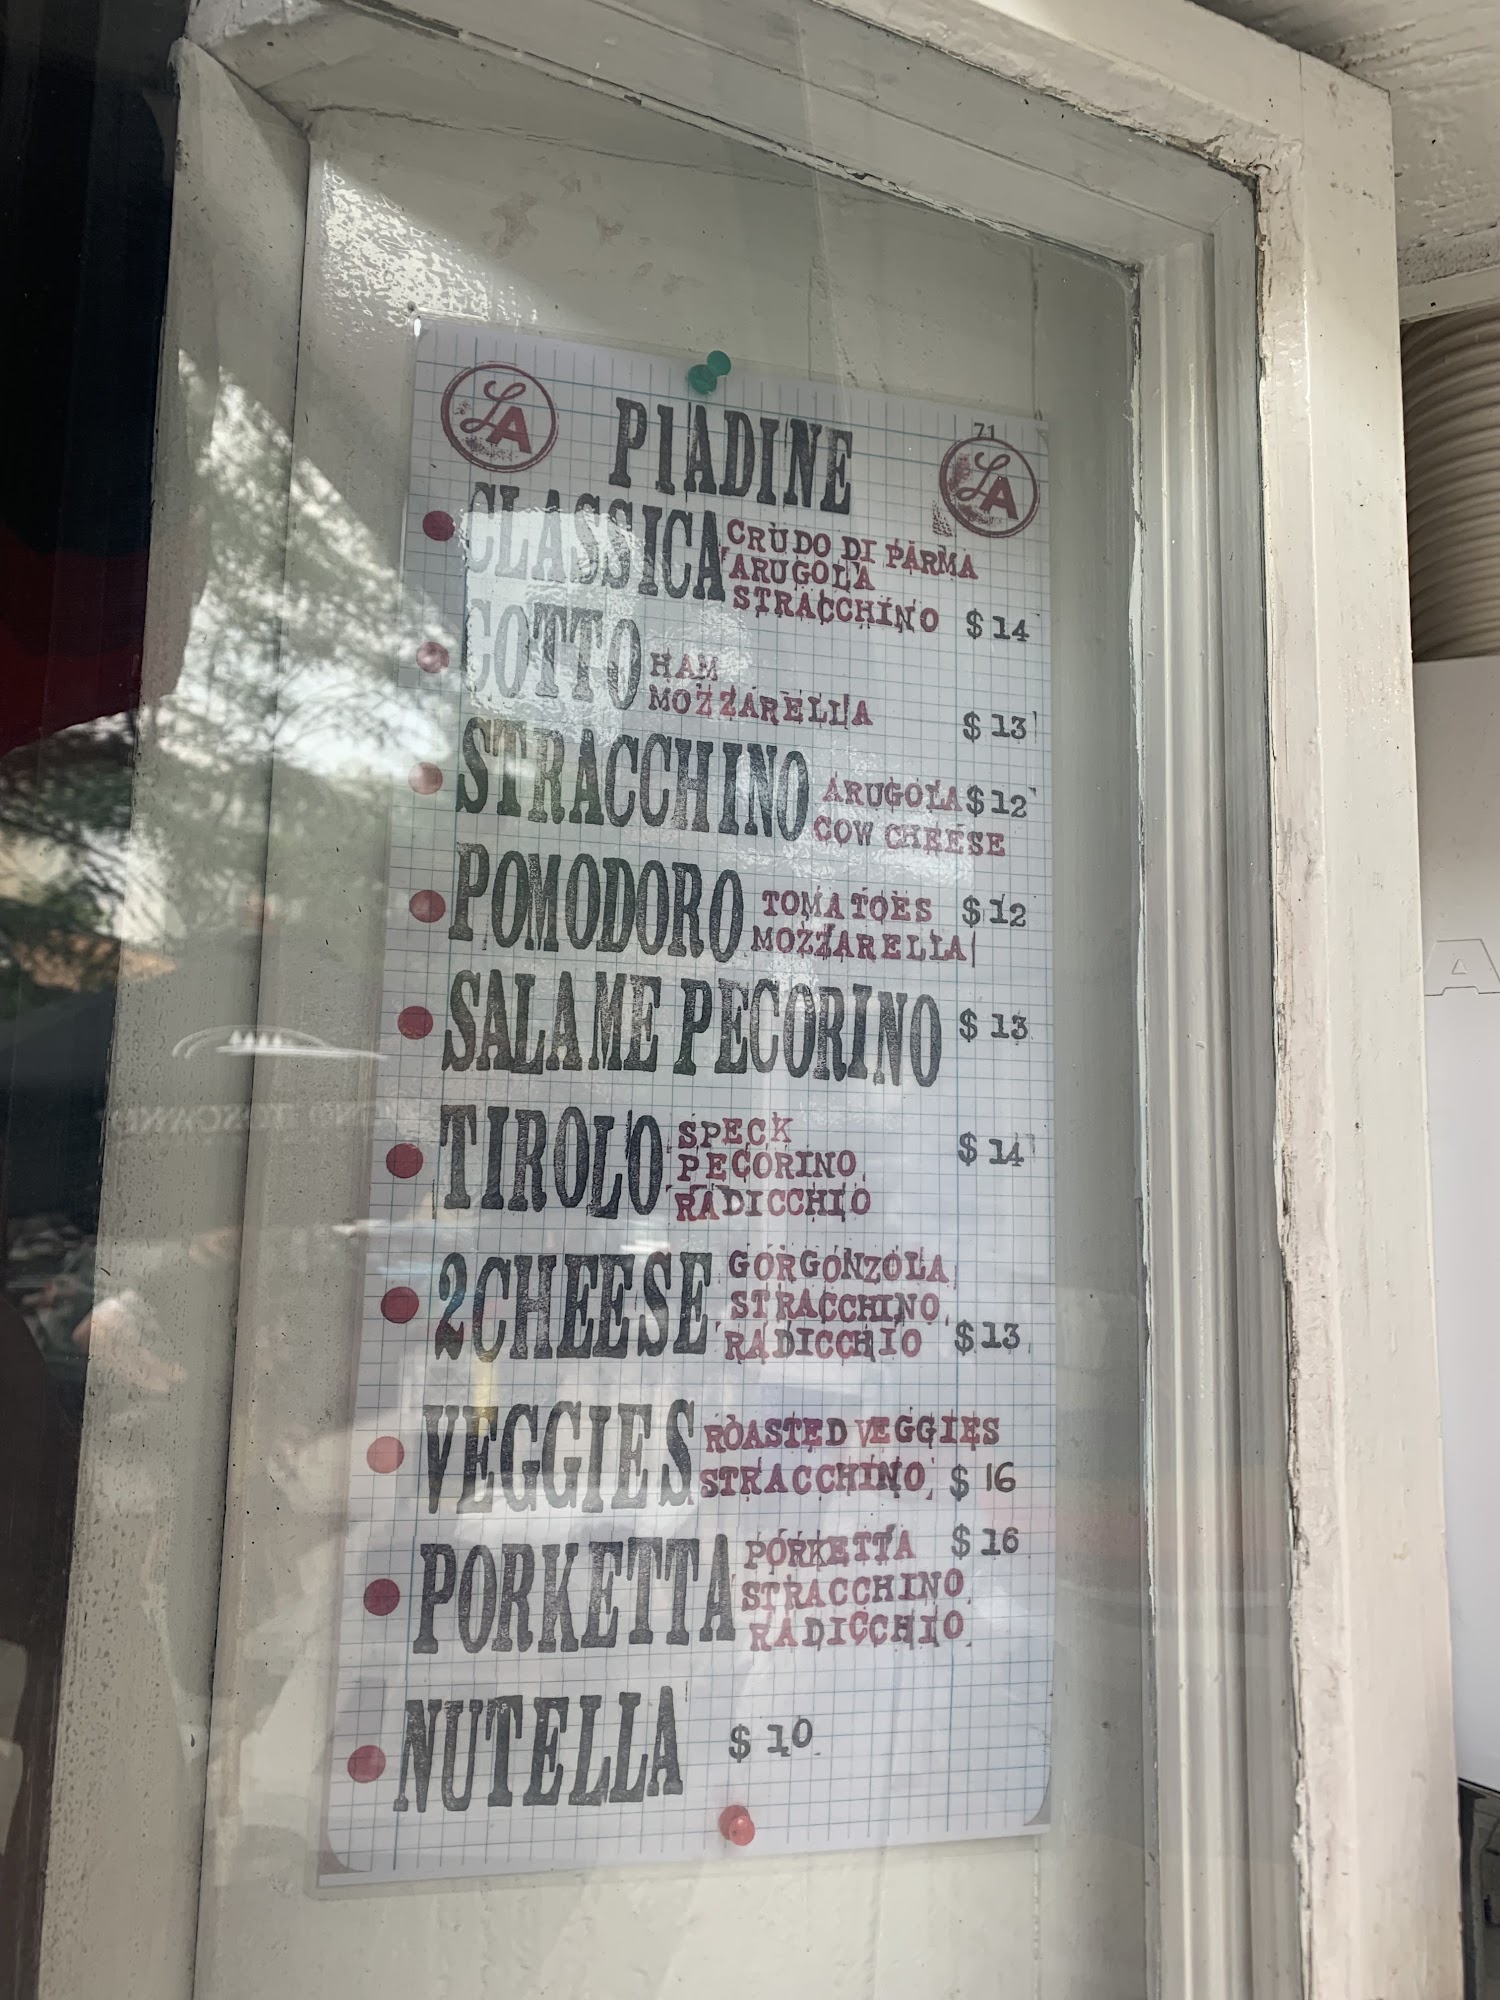 LA PIADINE 71 LA
CLASSICA CRUDO DI PARMA
ARUGOLA
STRACCHINO $14
COTTO HAM
MOZZARELLA $13
STRACCHINO ARUGOLA $12
COW CHEESE
POMODORO TOMATOES $12
MOZZARELLA
SALAME PECORINO $13
TIROLO SPECK
PECORINO $14
RADICCHIO
2CHEESE GORGONZOLA
STRACCHINO
RADICCHIO $13
VEGGIES ROASTED VEGGIES
STRACCHINO $16
PORKETTA PORKETTA $16
STRACCHINO
RADICCHIO
NUTELLA $10
A